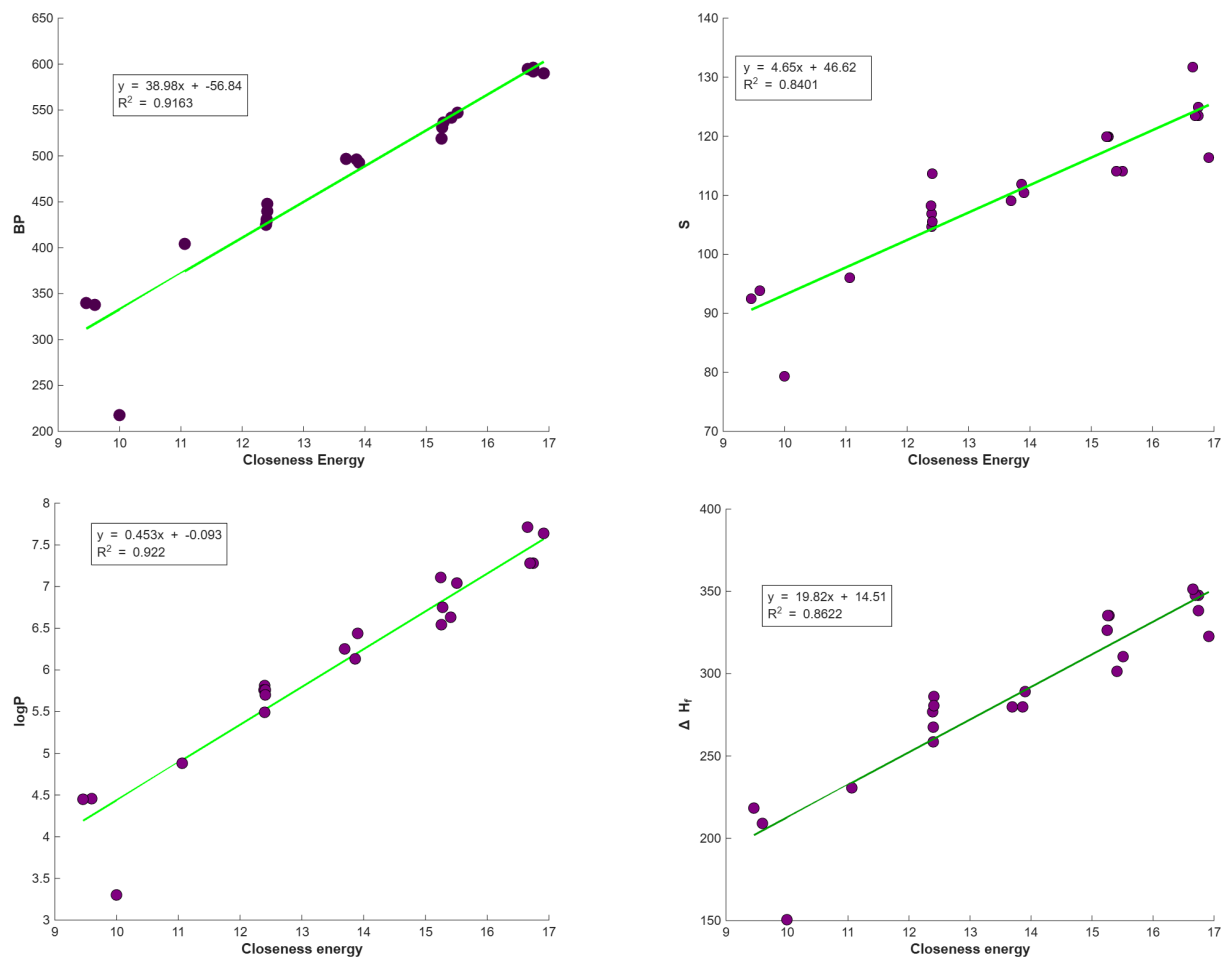 650
600
550
500
450
400
350
300
250
200
BP
y = 38.98x + -56.84
R² = 0.9163
9 10 11 12 13 14 15 16 17
Closeness Energy
140
130
120
110
100
90
80
70
S
y = 4.65x + 46.62
R² = 0.8401
9 10 11 12 13 14 15 16 17
Closeness Energy
8
7.5
7
6.5
6
5.5
5
4.5
4
3.5
3
logP
y = 0.453x + -0.093
R² = 0.922
9 10 11 12 13 14 15 16 17
Closeness energy
400
350
300
250
200
150
Δ H_f
y = 19.82x + 14.51
R² = 0.8622
9 10 11 12 13 14 15 16 17
Closeness energy